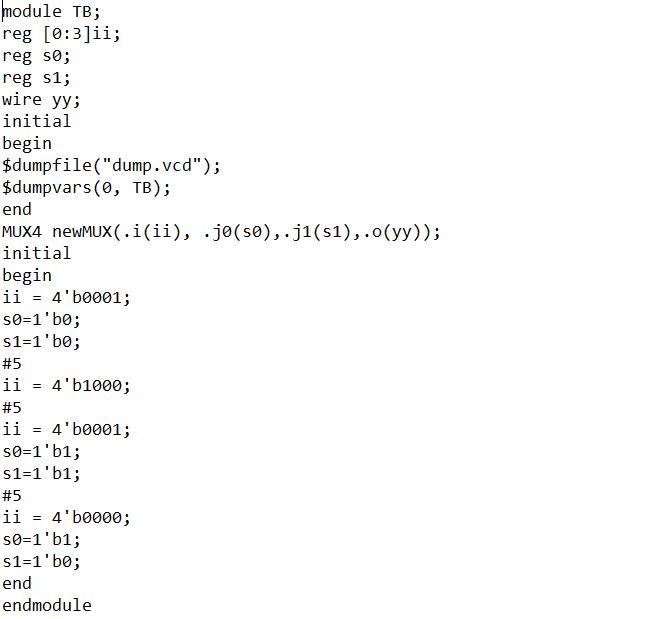 module TB;
reg [0:3]ii;
reg s0;
reg s1;
wire yy;
initial
begin
$dumpfile("dump.vcd");
$dumpvars(0, TB);
end
MUX4 newMUX(.i(ii), .j0(s0),.j1(s1),.o(yy));
initial
begin
ii = 4'b0001;
s0=1'b0;
s1=1'b0;
#5
ii = 4'b1000;
#5
ii = 4'b0001;
s0=1'b1;
s1=1'b1;
#5
ii = 4'b0000;
s0=1'b1;
s1=1'b0;
end
endmodule